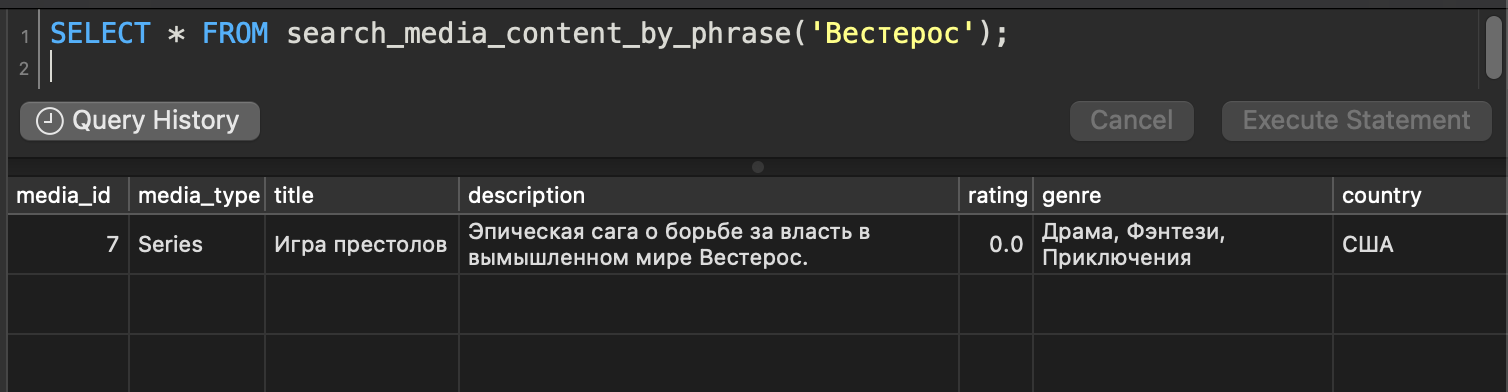 1 SELECT * FROM search_media_content_by_phrase('Вестерос');
2
Query History Cancel Execute Statement
media_id media_type title description rating genre country
7 Series Игра престолов Эпическая сага о борьбе за власть в вымышленном мире Вестерос. 0.0 Драма, Фэнтези, Приключения США